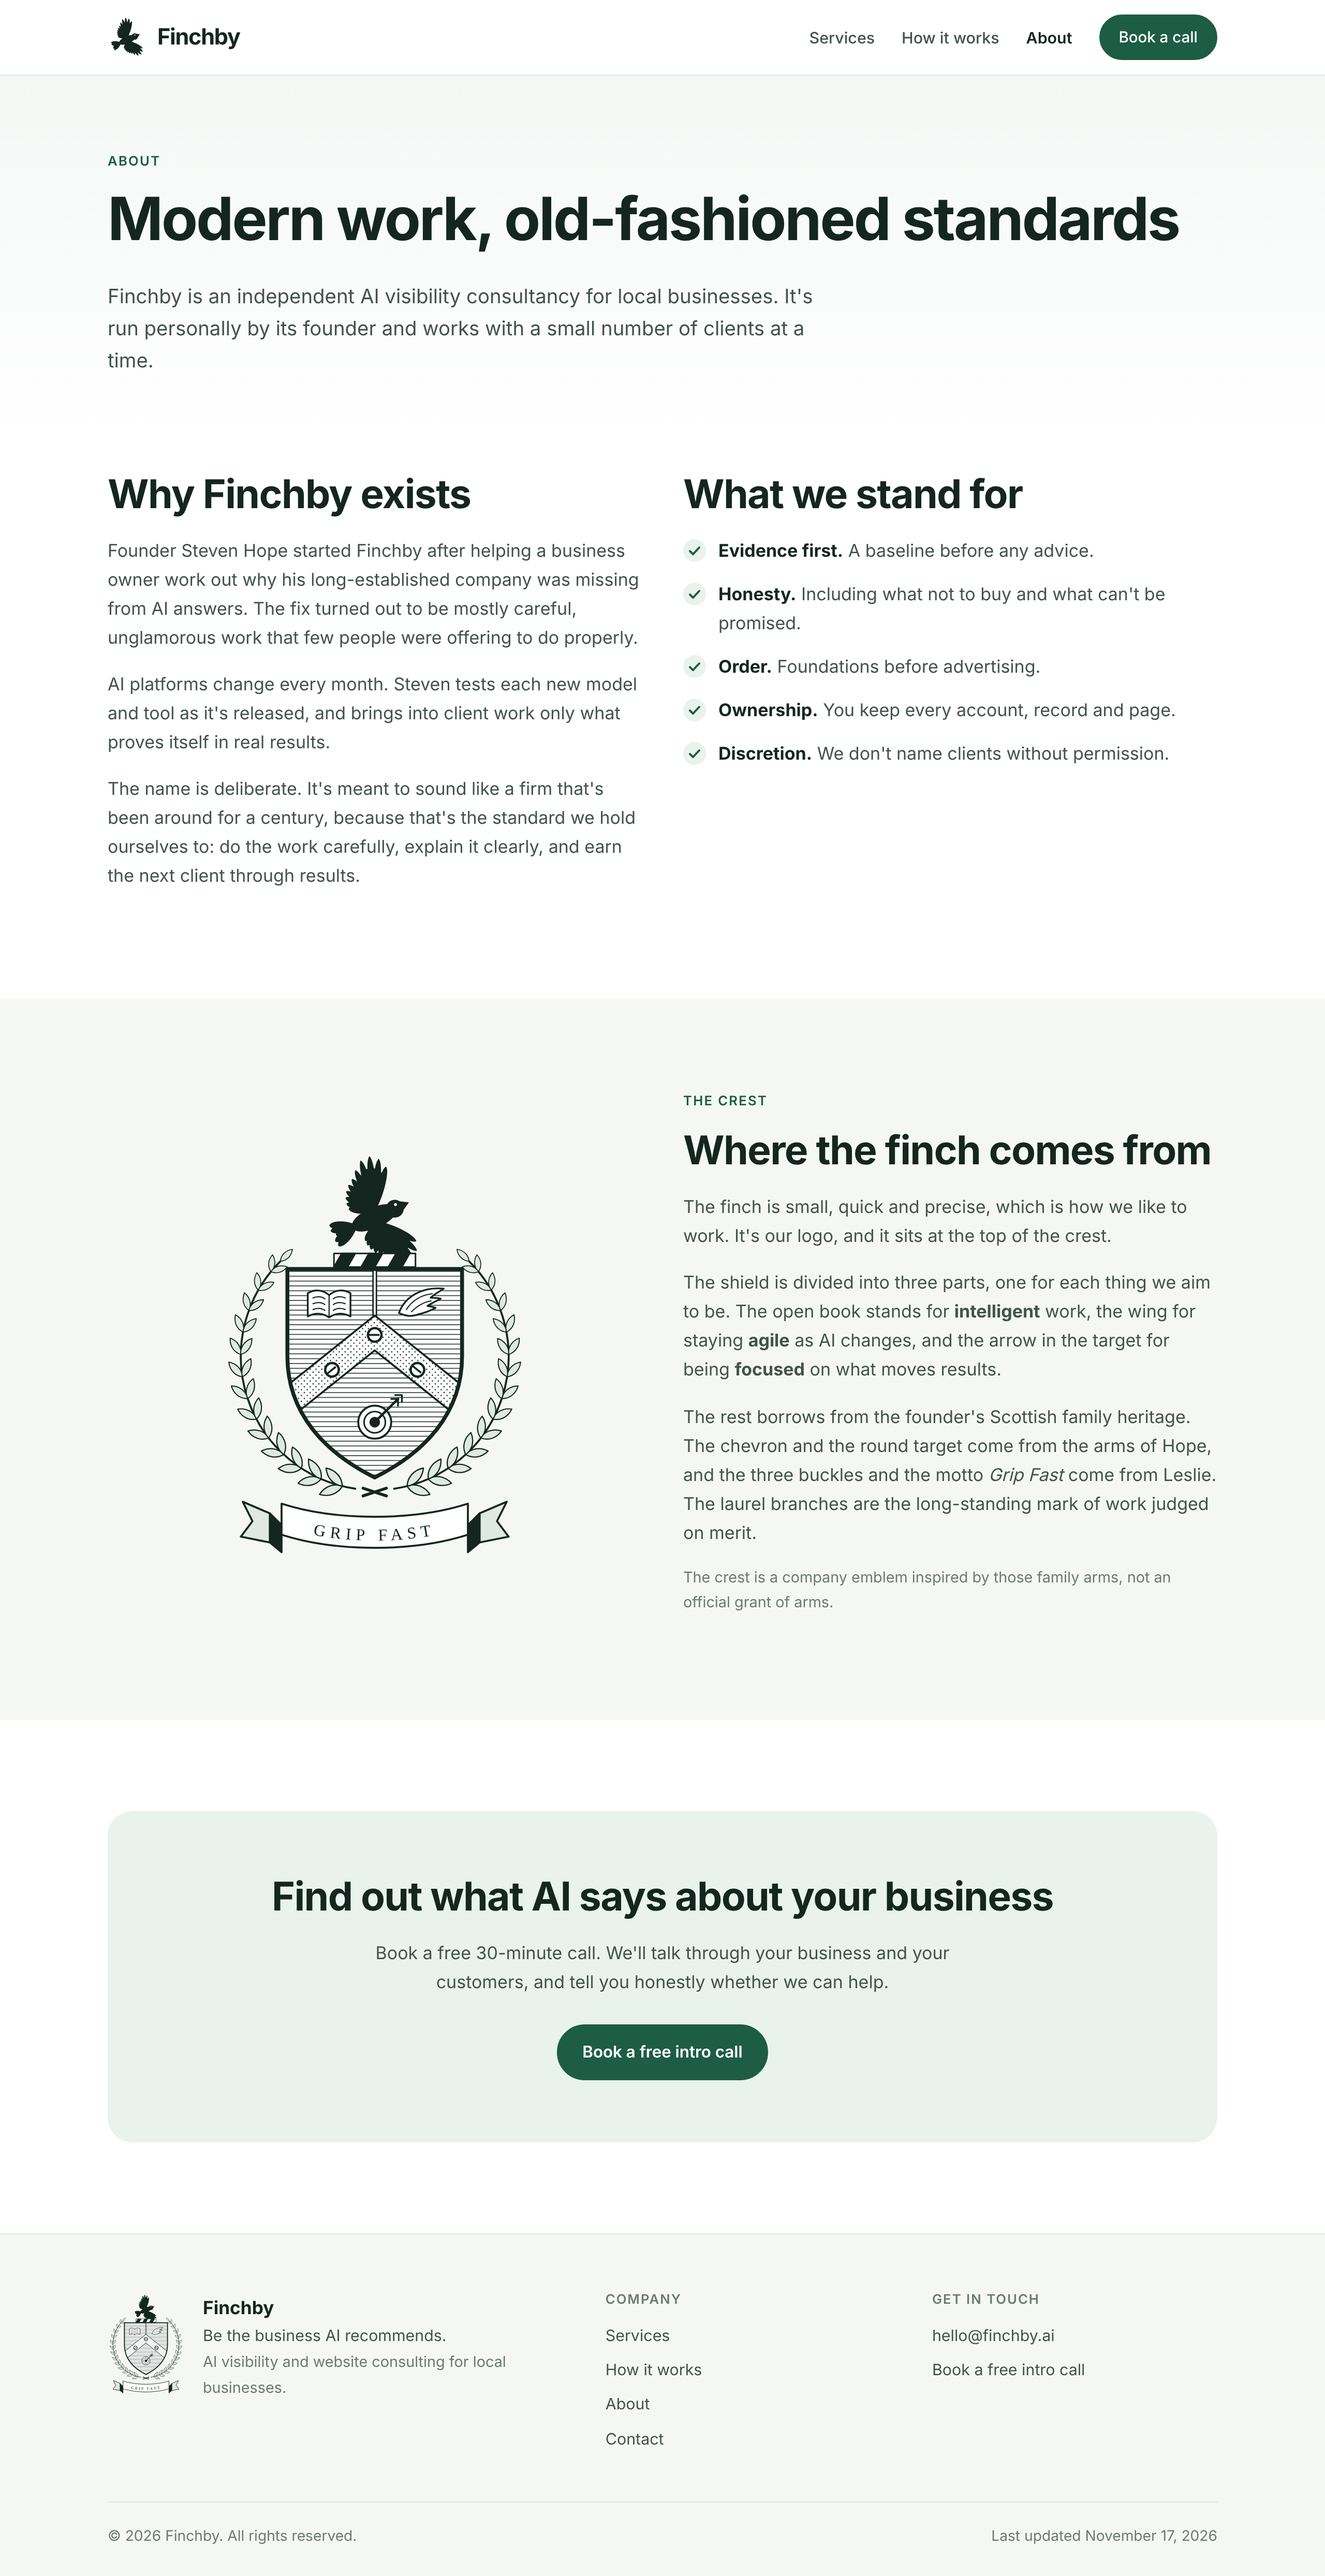 Finchby
Services
How it works
About
Book a call
ABOUT
Modern work, old-fashioned standards
Finchby is an independent AI visibility consultancy for local businesses. It's
run personally by its founder and works with a small number of clients at a
time.
Why Finchby exists
Founder Steven Hope started Finchby after helping a business
owner work out why his long-established company was missing
from AI answers. The fix turned out to be mostly careful,
unglamorous work that few people were offering to do properly.
AI platforms change every month. Steven tests each new model
and tool as it's released, and brings into client work only what
proves itself in real results.
The name is deliberate. It's meant to sound like a firm that's
been around for a century, because that's the standard we hold
ourselves to: do the work carefully, explain it clearly, and earn
the next client through results.
What we stand for
Evidence first. A baseline before any advice.
Honesty. Including what not to buy and what can't be
promised.
Order. Foundations before advertising.
Ownership. You keep every account, record and page.
Discretion. We don't name clients without permission.
GRIP FAST
THE CREST
Where the finch comes from
The finch is small, quick and precise, which is how we like to
work. It's our logo, and it sits at the top of the crest.
The shield is divided into three parts, one for each thing we aim
to be. The open book stands for intelligent work, the wing for
staying agile as AI changes, and the arrow in the target for
being focused on what moves results.
The rest borrows from the founder's Scottish family heritage.
The chevron and the round target come from the arms of Hope,
and the three buckles and the motto Grip Fast come from Leslie.
The laurel branches are the long-standing mark of work judged
on merit.
The crest is a company emblem inspired by those family arms, not an
official grant of arms.
Find out what AI says about your business
Book a free 30-minute call. We'll talk through your business and your
customers, and tell you honestly whether we can help.
Book a free intro call
GRIP FAST
Finchby
Be the business AI recommends.
AI visibility and website consulting for local
businesses.
COMPANY
Services
How it works
About
Contact
GET IN TOUCH
hello@finchby.ai
Book a free intro call
© 2026 Finchby. All rights reserved.
Last updated November 17, 2026